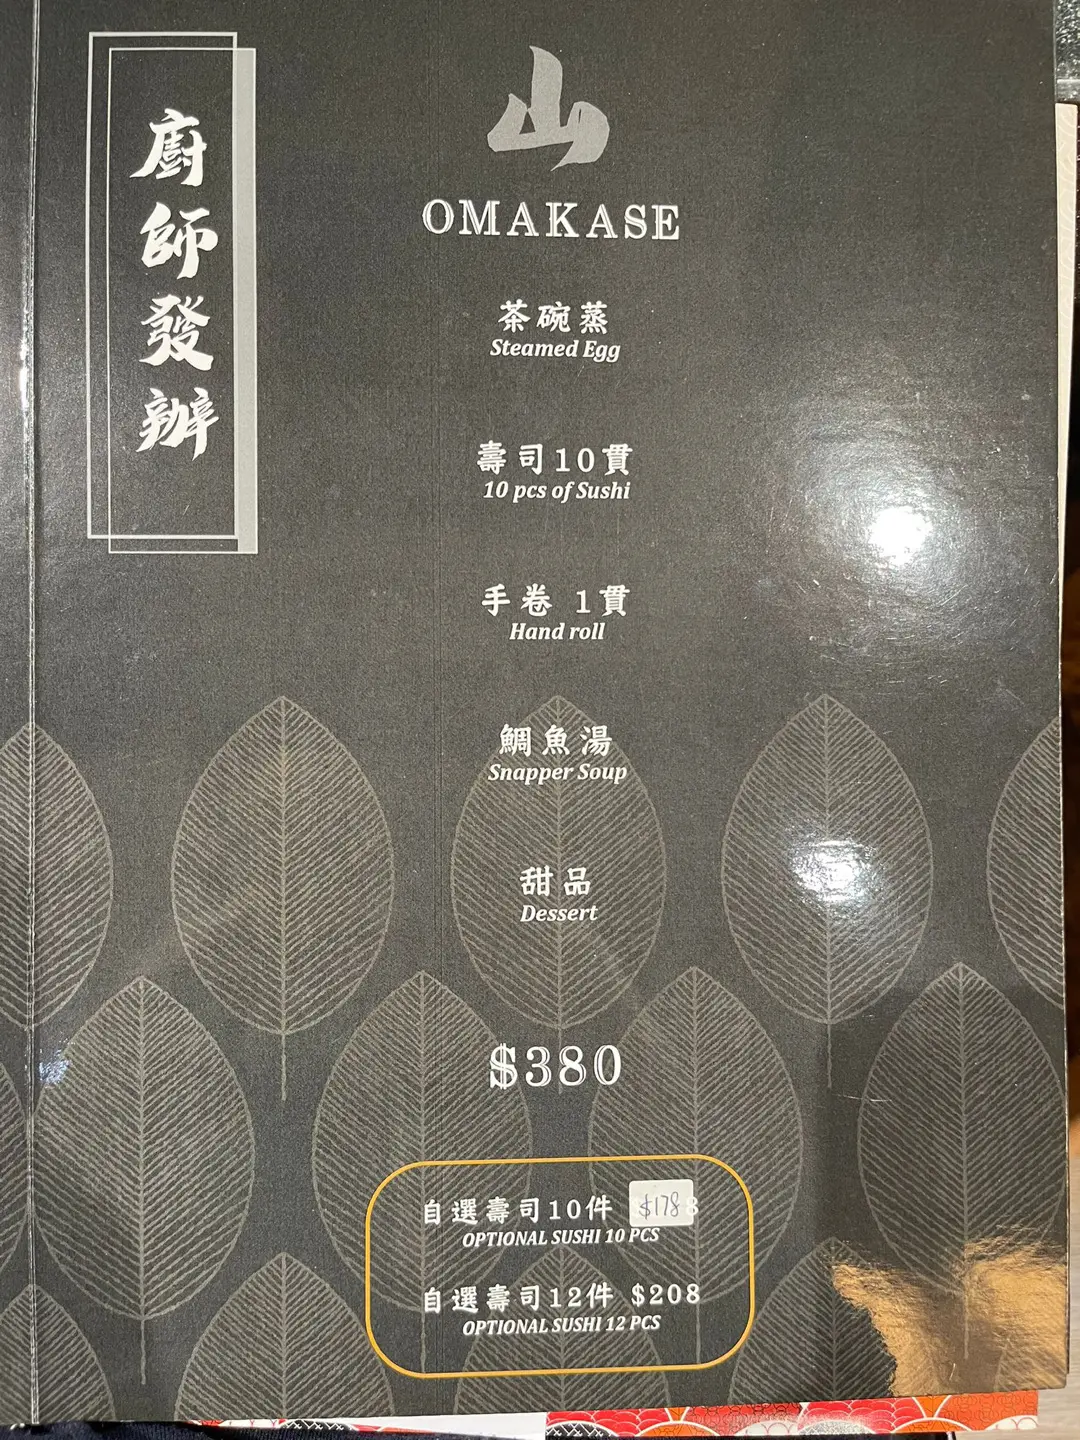 廚師發辦
山
OMAKASE
茶碗蒸
Steamed Egg
壽司10貫
10 pcs of Sushi
手卷 1貫
Hand roll
鯛魚湯
Snapper Soup
甜品
Dessert
$380
自選壽司10件 $178
OPTIONAL SUSHI 10 PCS
自選壽司12件 $208
OPTIONAL SUSHI 12 PCS